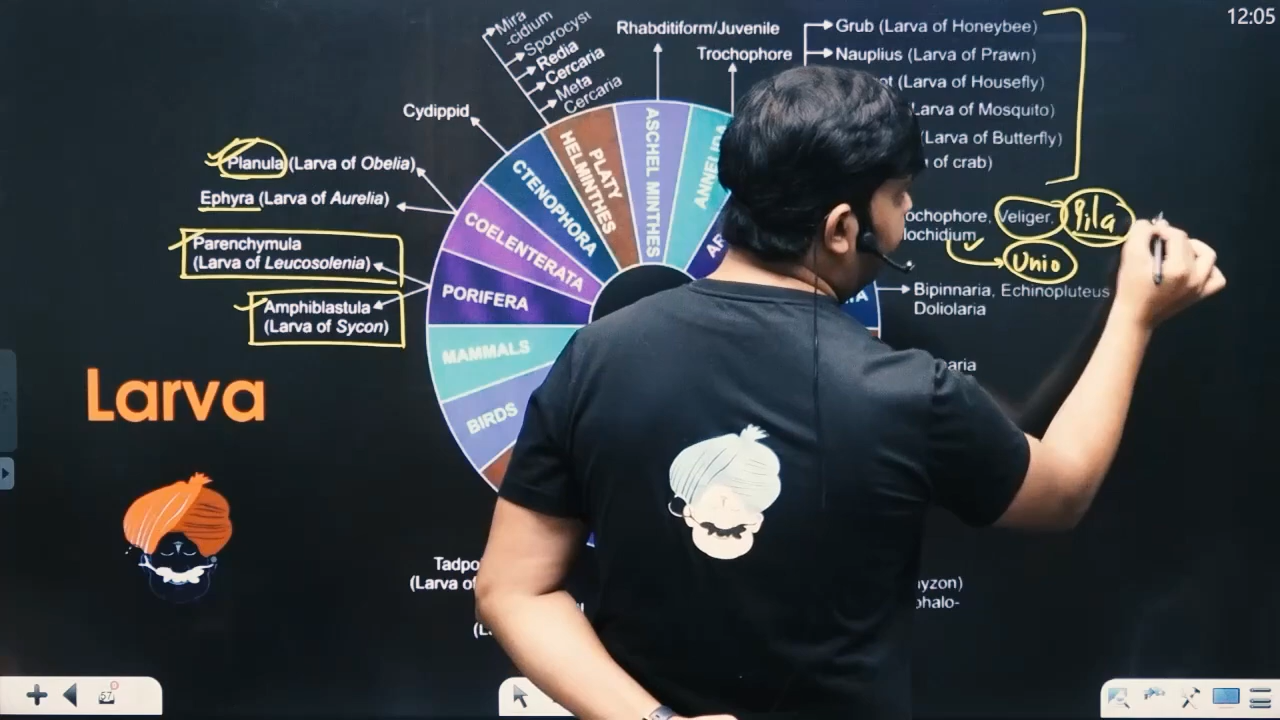 12:05
Mira
-cidium
Sporocyst
Redia
Cercaria
Meta
Cercaria
Rhabditiform/Juvenile
Trochophore
Grub (Larva of Honeybee)
Nauplius (Larva of Prawn)
(Larva of Housefly)
Larva of Mosquito)
(Larva of Butterfly)
of crab)
Cydippid
Planula (Larva of Obelia)
Ephyra (Larva of Aurelia)
Parenchymula
(Larva of Leucosolenia)
Amphiblastula
(Larva of Sycon)
Veliger, Pila
Unio
Bipinnaria, Echinopluteus
Doliolaria
ASCHEL MINTHES
PLATY
HELMINTHES
CTENOPHORA
COELENTERATA
PORIFERA
MAMMALS
BIRDS
Larva
(Larva of
57